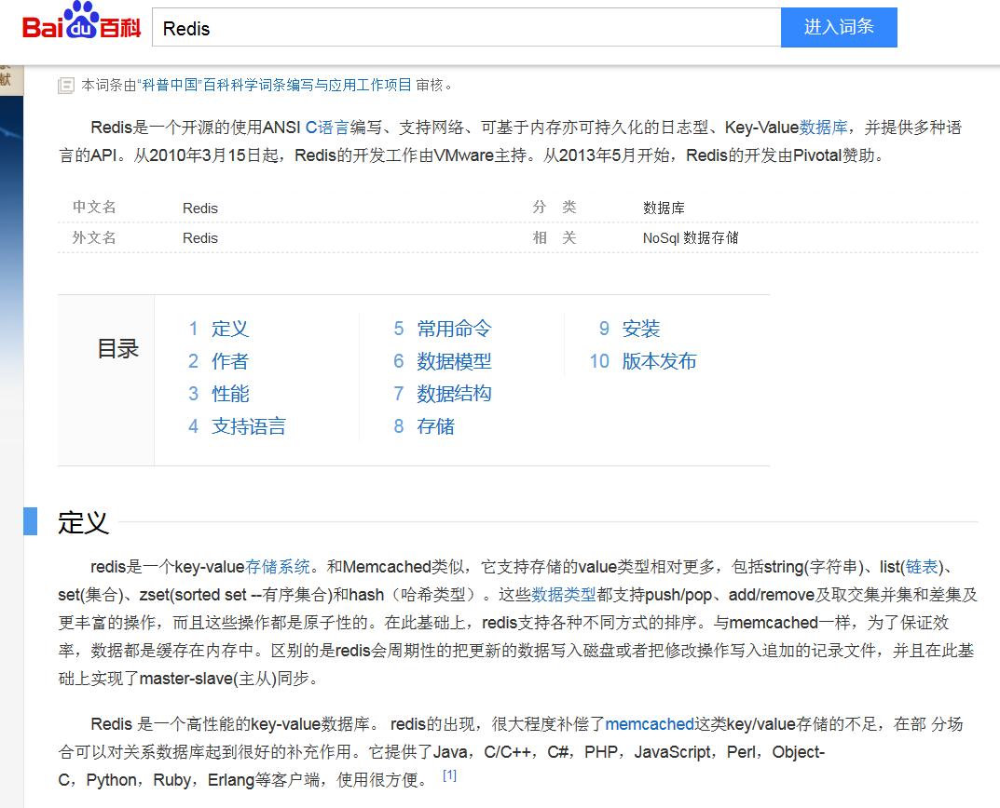 Bai du 百科 Redis 进入词条
献
本词条由“科普中国”百科科学词条编写与应用工作项目 审核。
Redis是一个开源的使用ANSI C语言编写、支持网络、可基于内存亦可持久化的日志型、Key-Value数据库，并提供多种语
言的API。从2010年3月15日起，Redis的开发工作由VMware主持。从2013年5月开始，Redis的开发由Pivotal赞助。
中文名 Redis 分 类 数据库
外文名 Redis 相 关 NoSql 数据存储
目录
1 定义
2 作者
3 性能
4 支持语言
5 常用命令
6 数据模型
7 数据结构
8 存储
9 安装
10 版本发布
定义
redis是一个key-value存储系统。和Memcached类似，它支持存储的value类型相对更多，包括string(字符串)、list(链表)、
set(集合)、zset(sorted set --有序集合)和hash（哈希类型）。这些数据类型都支持push/pop、add/remove及取交集并集和差集及
更丰富的操作，而且这些操作都是原子性的。在此基础上，redis支持各种不同方式的排序。与memcached一样，为了保证效
率，数据都是缓存在内存中。区别的是redis会周期性的把更新的数据写入磁盘或者把修改操作写入追加的记录文件，并且在此基
础上实现了master-slave(主从)同步。
Redis 是一个高性能的key-value数据库。 redis的出现，很大程度补偿了memcached这类key/value存储的不足，在部 分场
合可以对关系数据库起到很好的补充作用。它提供了Java，C/C++，C#，PHP，JavaScript，Perl，Object-
C，Python，Ruby，Erlang等客户端，使用很方便。 [1]